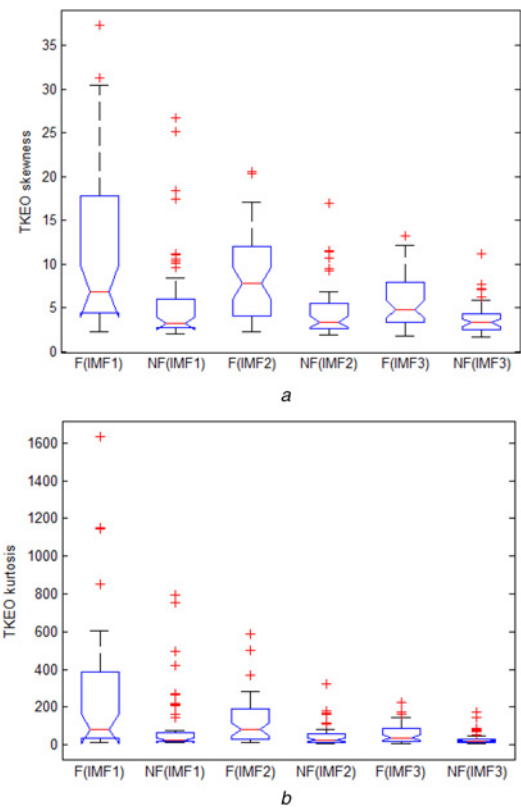 35
30
25
20
15
10
5
0
TKEO skewness
F(IMF1) NF(IMF1) F(IMF2) NF(IMF2) F(IMF3) NF(IMF3)
a
1600
1400
1200
1000
800
600
400
200
0
TKEO kurtosis
F(IMF1) NF(IMF1) F(IMF2) NF(IMF2) F(IMF3) NF(IMF3)
b